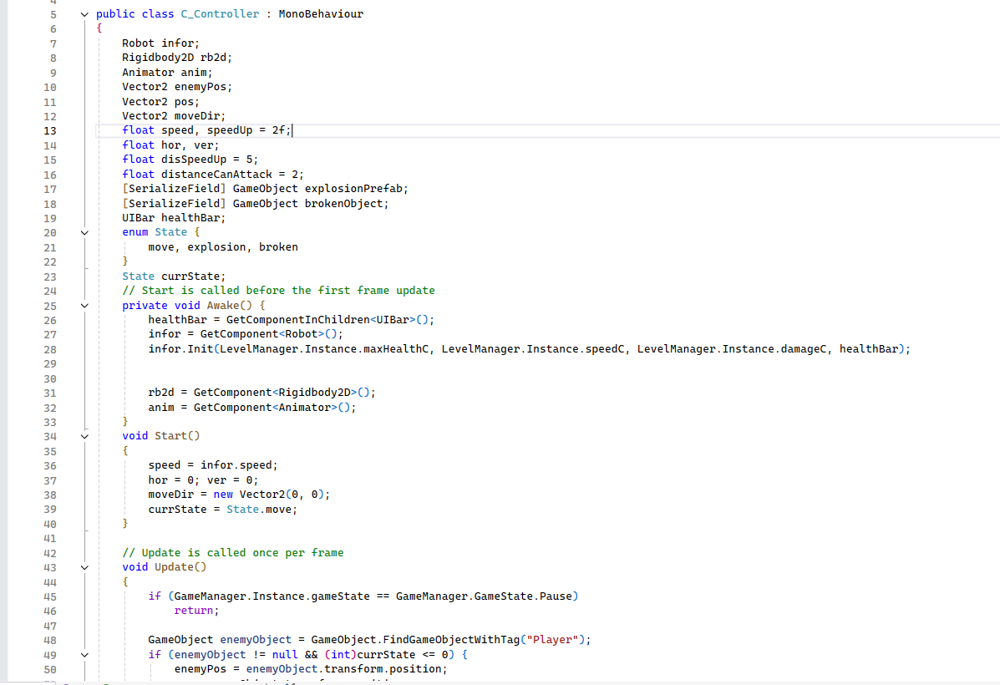 4
5 public class C_Controller : MonoBehaviour
6 {
7 Robot infor;
8 Rigidbody2D rb2d;
9 Animator anim;
10 Vector2 enemyPos;
11 Vector2 pos;
12 Vector2 moveDir;
13 float speed, speedUp = 2f;
14 float hor, ver;
15 float disSpeedUp = 5;
16 float distanceCanAttack = 2;
17 [SerializeField] GameObject explosionPrefab;
18 [SerializeField] GameObject brokenObject;
19 UIBar healthBar;
20 enum State {
21 move, explosion, broken
22 }
23 State currState;
24 // Start is called before the first frame update
25 private void Awake() {
26 healthBar = GetComponentInChildren<UIBar>();
27 infor = GetComponent<Robot>();
28 infor.Init(LevelManager.Instance.maxHealthC, LevelManager.Instance.speedC, LevelManager.Instance.damageC, healthBar);
29
30
31 rb2d = GetComponent<Rigidbody2D>();
32 anim = GetComponent<Animator>();
33 }
34 void Start()
35 {
36 speed = infor.speed;
37 hor = 0; ver = 0;
38 moveDir = new Vector2(0, 0);
39 currState = State.move;
40 }
41
42 // Update is called once per frame
43 void Update()
44 {
45 if (GameManager.Instance.gameState == GameManager.GameState.Pause)
46 return;
47
48 GameObject enemyObject = GameObject.FindGameObjectWithTag("Player");
49 if (enemyObject != null && (int)currState <= 0) {
50 enemyPos = enemyObject.transform.position;